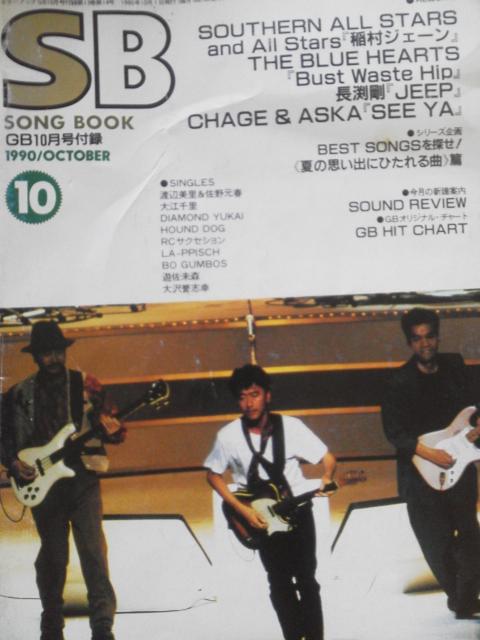 SB
SONG BOOK
GB10月号付録
1990/OCTOBER
10
SOUTHERN ALL STARS
and All Stars『稲村ジェーン』
THE BLUE HEARTS
『Bust Waste Hip』
長渕剛『JEEP』
CHAGE & ASKA『SEE YA』
●シリーズ企画
BEST SONGSを探せ!
《夏の思い出にひたれる曲》篇
●今月の新譜案内
SOUND REVIEW
●GBオリジナル・チャート
GB HIT CHART
●SINGLES
渡辺美里&佐野元春
大江千里
DIAMOND YUKAI
HOUND DOG
RCサクセション
LA-PPISCH
BO GUMBOS
遊佐未森
大沢誉志幸